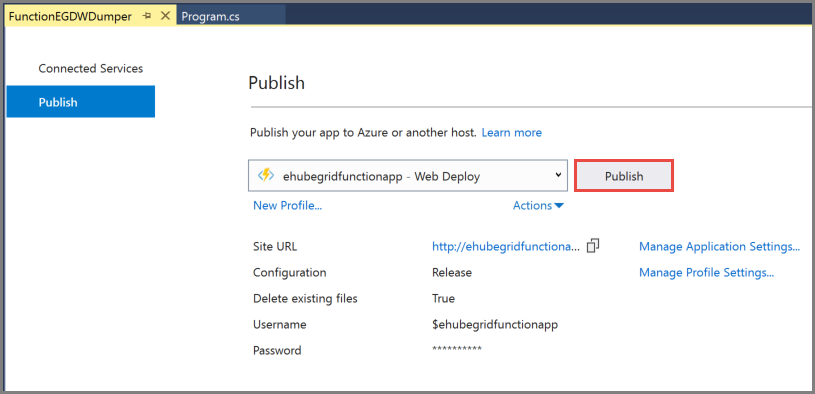 FunctionEGDWDumper Program.cs
Connected Services
Publish
Publish
Publish your app to Azure or another host. Learn more
ehubegridfunctionapp - Web Deploy Publish
New Profile... Actions
Site URL http://ehubegridfunctiona... Manage Application Settings...
Configuration Release Manage Profile Settings...
Delete existing files True
Username $ehubegridfunctionapp
Password **********